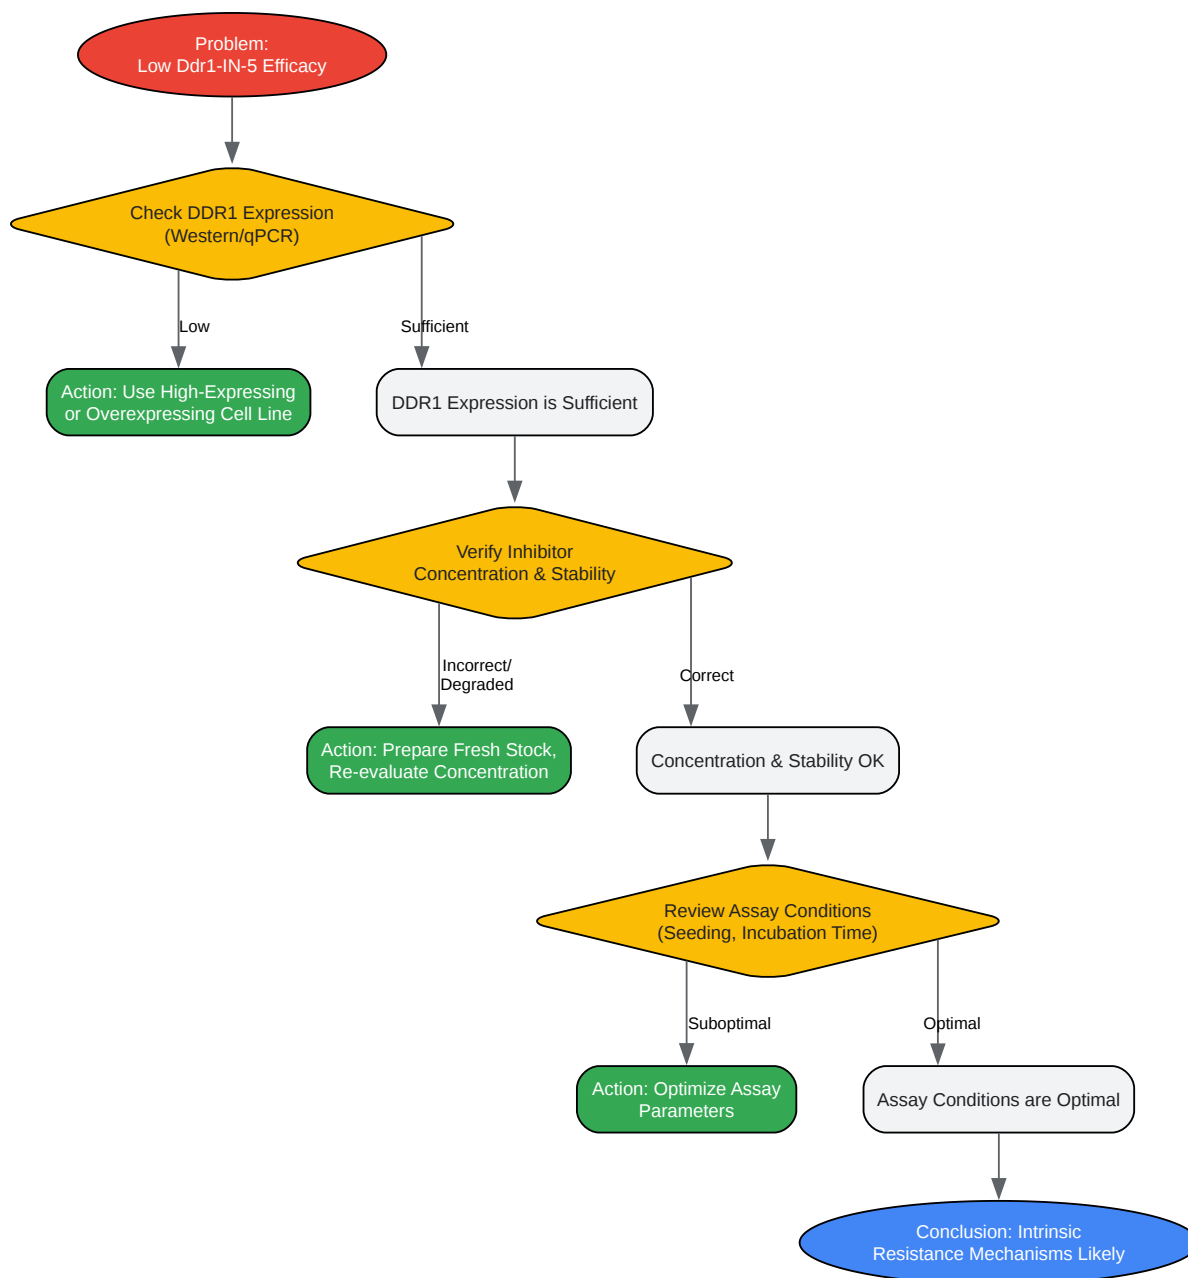 Problem:
Low Ddr1-IN-5 Efficacy
Check DDR1 Expression
(Western/qPCR)
Low
Sufficient
Action: Use High-Expressing
or Overexpressing Cell Line
DDR1 Expression is Sufficient
Verify Inhibitor
Concentration & Stability
Incorrect/
Degraded
Correct
Action: Prepare Fresh Stock,
Re-evaluate Concentration
Concentration & Stability OK
Review Assay Conditions
(Seeding, Incubation Time)
Suboptimal
Optimal
Action: Optimize Assay
Parameters
Assay Conditions are Optimal
Conclusion: Intrinsic
Resistance Mechanisms Likely